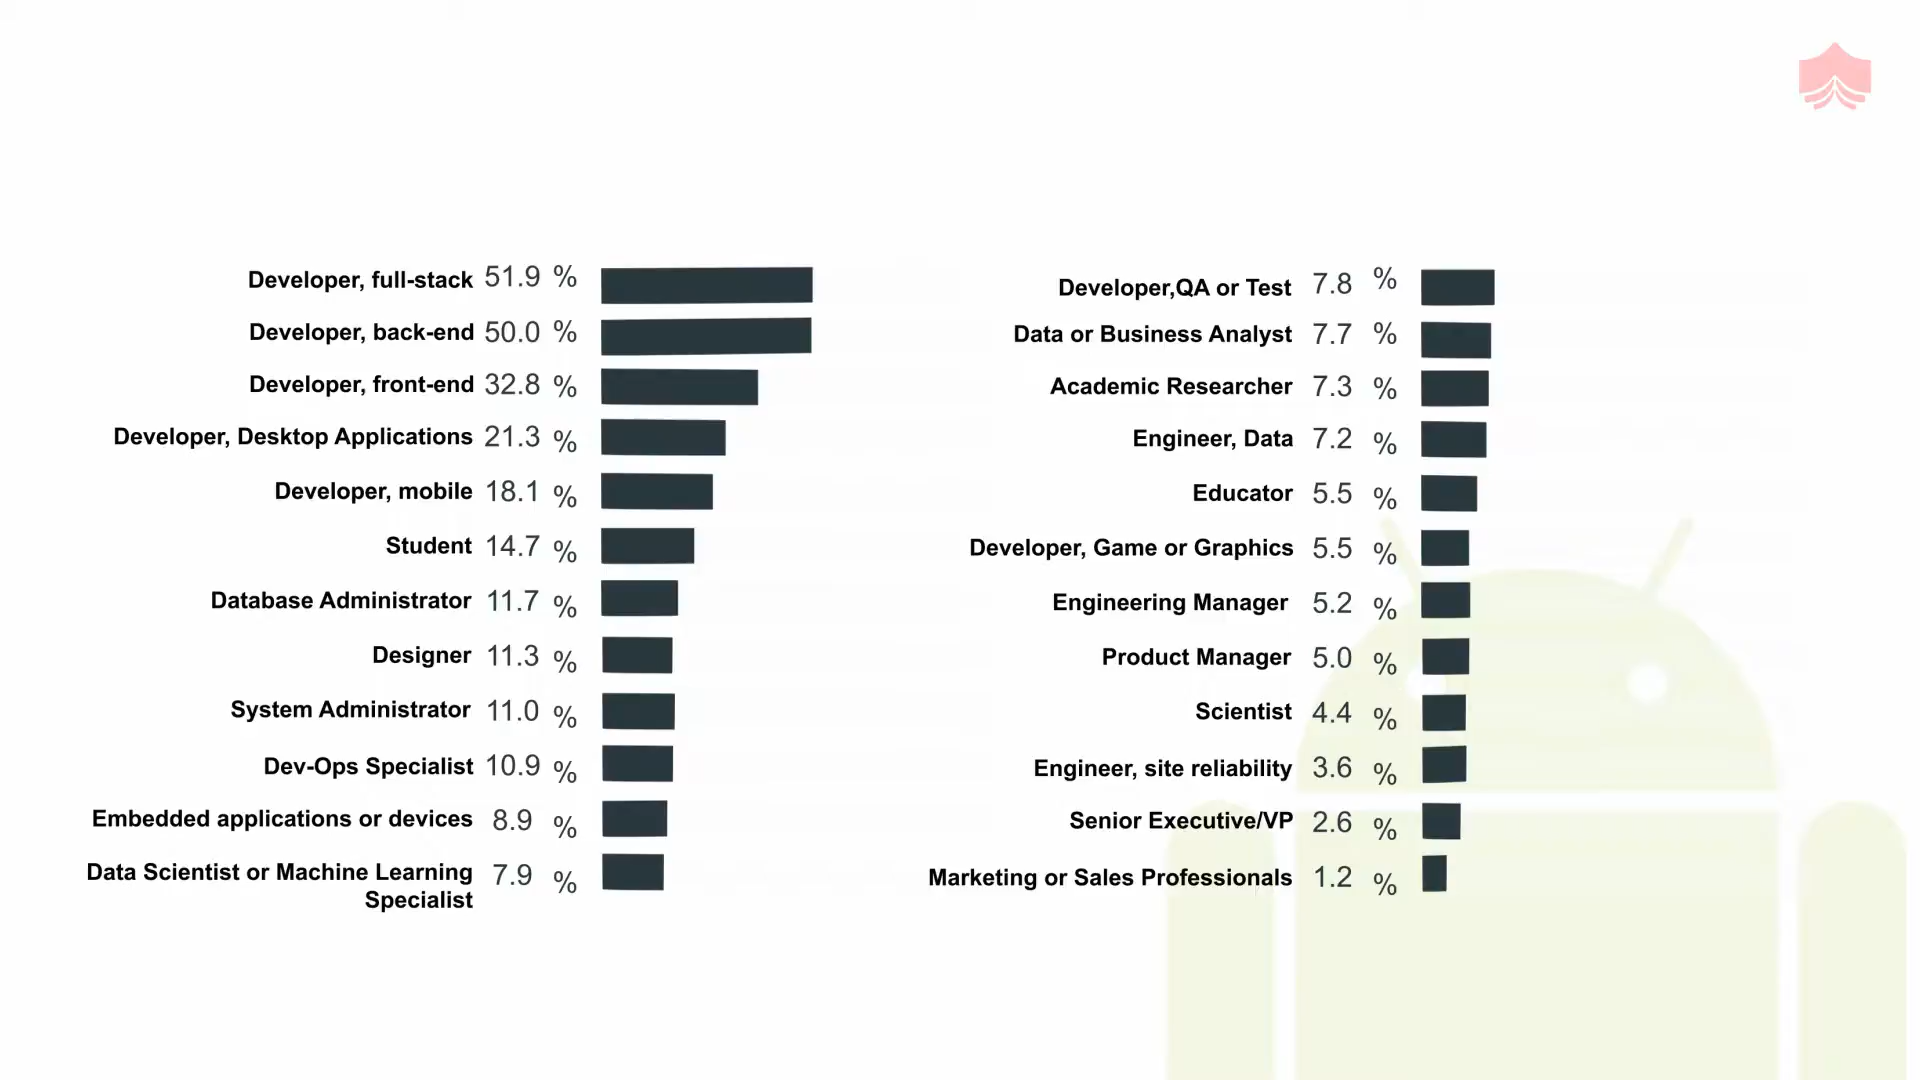 Developer, full-stack 51.9 %
Developer, back-end 50.0 %
Developer, front-end 32.8 %
Developer, Desktop Applications 21.3 %
Developer, mobile 18.1 %
Student 14.7 %
Database Administrator 11.7 %
Designer 11.3 %
System Administrator 11.0 %
Dev-Ops Specialist 10.9 %
Embedded applications or devices 8.9 %
Data Scientist or Machine Learning 7.9 %
Specialist
Developer,QA or Test 7.8 %
Data or Business Analyst 7.7 %
Academic Researcher 7.3 %
Engineer, Data 7.2 %
Educator 5.5 %
Developer, Game or Graphics 5.5 %
Engineering Manager 5.2 %
Product Manager 5.0 %
Scientist 4.4 %
Engineer, site reliability 3.6 %
Senior Executive/VP 2.6 %
Marketing or Sales Professionals 1.2 %